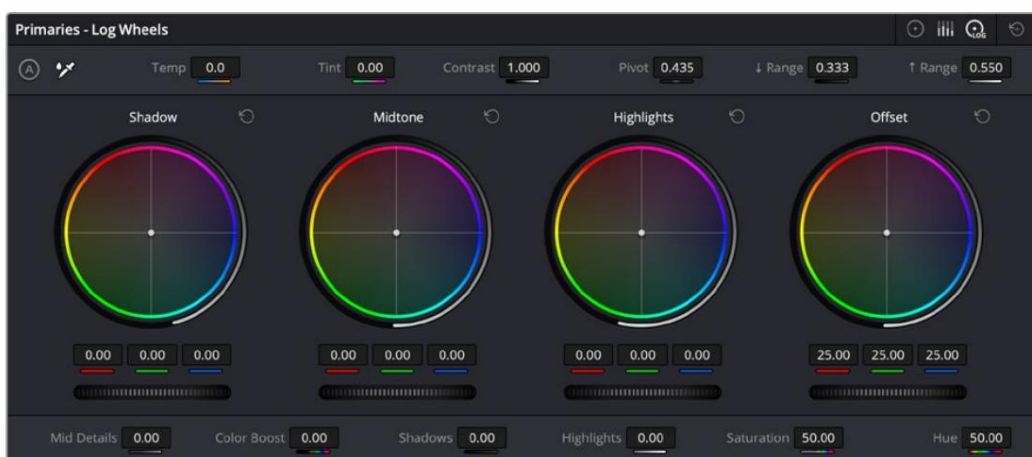 Primaries - Log Wheels
LOG
A Temp 0.0 Tint 0.00 Contrast 1.000 Pivot 0.435 ↓ Range 0.333 ↑ Range 0.550
Shadow Midtone Highlights Offset
0.00 0.00 0.00 0.00 0.00 0.00 0.00 0.00 0.00 25.00 25.00 25.00
Mid Details 0.00 Color Boost 0.00 Shadows 0.00 Highlights 0.00 Saturation 50.00 Hue 50.00